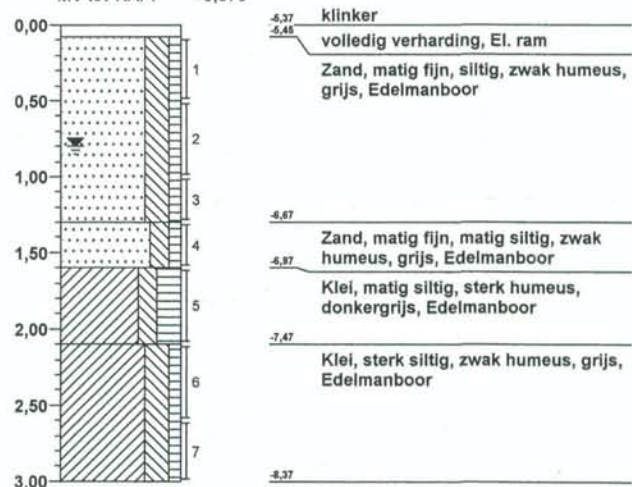 0,00
-5,37
klinker
-5,45
volledig verharding, El. ram
Zand, matig fijn, siltig, zwak humeus,
grijs, Edelmanboor
1
0,50
2
1,00
3
-6,67
Zand, matig fijn, matig siltig, zwak
humeus, grijs, Edelmanboor
4
1,50
-6,97
Klei, matig siltig, sterk humeus,
donkergrijs, Edelmanboor
5
2,00
-7,47
Klei, sterk siltig, zwak humeus, grijs,
Edelmanboor
6
2,50
7
3,00
-8,37